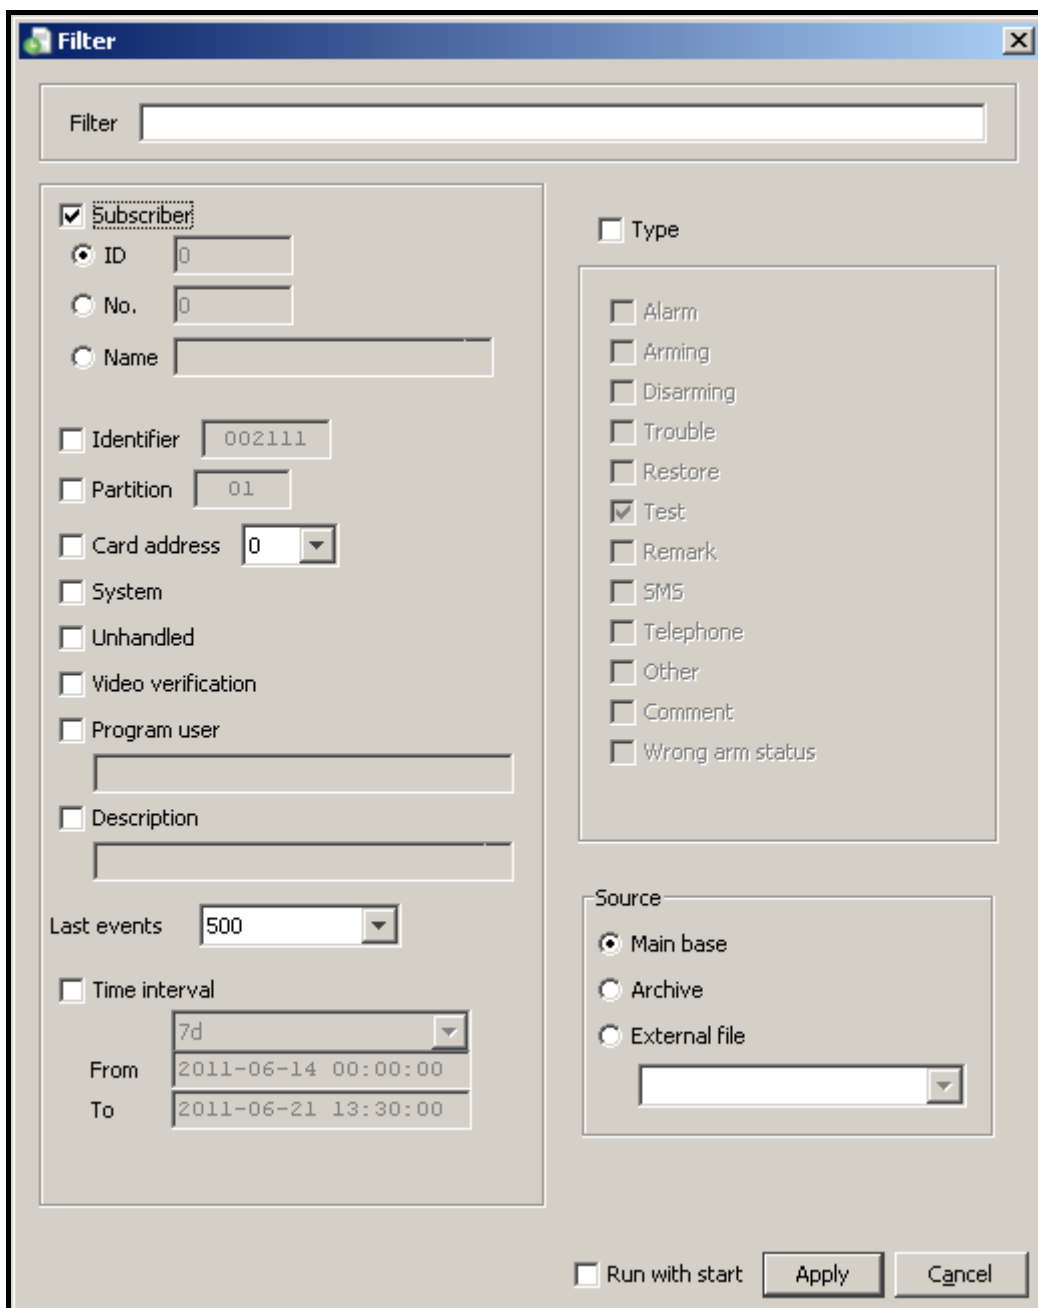 Filter
Filter
Subscriber
ID 0
No. 0
Name
Identifier 002111
Partition 01
Card address 0
System
Unhandled
Video verification
Program user
Description
Last events 500
Time interval
7d
From 2011-06-14 00:00:00
To 2011-06-21 13:30:00
Type
Alarm
Arming
Disarming
Trouble
Restore
Test
Remark
SMS
Telephone
Other
Comment
Wrong arm status
Source
Main base
Archive
External file
Run with start Apply Cancel